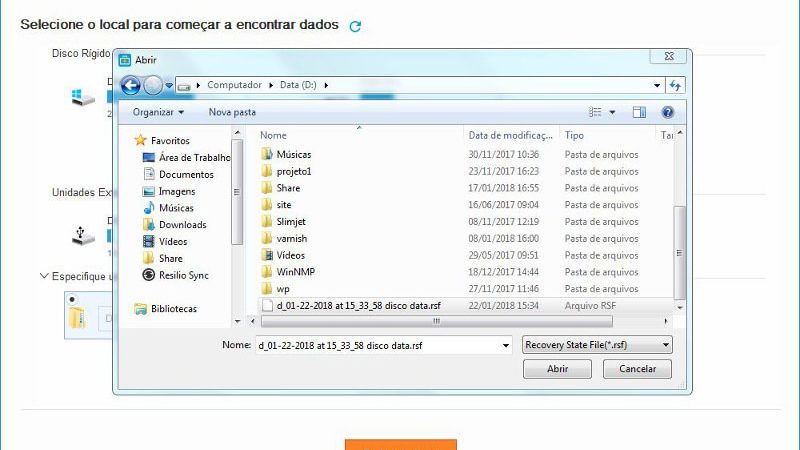 Selecione o local para começar a encontrar dados
Disco Rígido
Abrir
Computador Data (D:)
Organizar Nova pasta
Nome Data de modificaç... Tipo
Favoritos
Área de Trabalho
Documentos
Imagens
Músicas
Downloads
Vídeos
Share
Resilio Sync
Bibliotecas
Músicas 30/11/2017 10:36 Pasta de arquivos
projeto1 23/11/2017 16:23 Pasta de arquivos
Share 17/01/2018 16:55 Pasta de arquivos
site 16/06/2017 09:04 Pasta de arquivos
Slimjet 08/11/2017 12:19 Pasta de arquivos
varnish 08/01/2018 16:00 Pasta de arquivos
Vídeos 29/05/2017 09:51 Pasta de arquivos
WinNMP 18/12/2017 14:44 Pasta de arquivos
wp 27/11/2017 11:46 Pasta de arquivos
d_01-22-2018 at 15_33_58 disco data.rsf 22/01/2018 15:34 Arquivo RSF
Unidades Ext
Especifique u
Nome: d_01-22-2018 at 15_33_58 disco data.rsf Recovery State File(*.rsf)
Abrir Cancelar